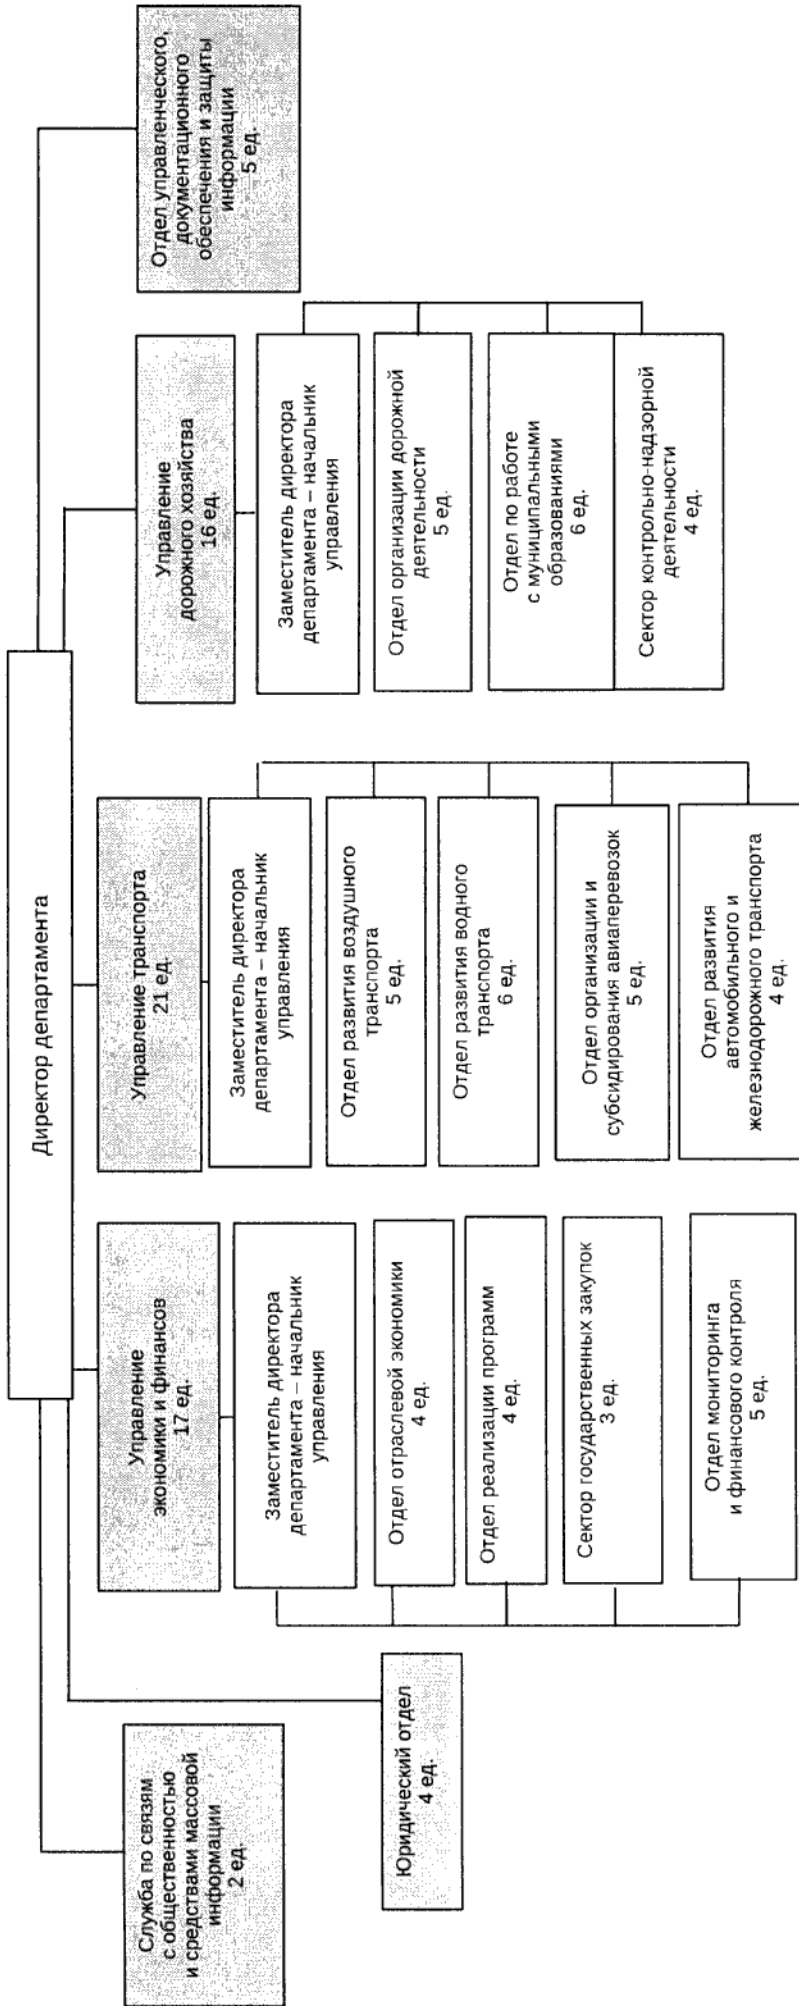 Директор департамента
Служба по связям
с общественностью
и средствами массовой
информации
2 ед.
Юридический отдел
4 ед.
Управление
экономики и финансов
17 ед.
Заместитель директора
департамента – начальник
управления
Отдел отраслевой экономики
4 ед.
Отдел реализации программ
4 ед.
Сектор государственных закупок
3 ед.
Отдел мониторинга
и финансового контроля
5 ед.
Управление транспорта
21 ед.
Заместитель директора
департамента – начальник
управления
Отдел развития воздушного
транспорта
5 ед.
Отдел развития водного
транспорта
6 ед.
Отдел организации и
субсидирования авиаперевозок
5 ед.
Отдел развития
автомобильного и
железнодорожного транспорта
4 ед.
Управление
дорожного хозяйства
16 ед.
Заместитель директора
департамента – начальник
управления
Отдел организации дорожной
деятельности
5 ед.
Отдел по работе
с муниципальными
образованиями
6 ед.
Сектор контрольно-надзорной
деятельности
4 ед.
Отдел управленческого,
документационного
обеспечения и защиты
информации
5 ед.